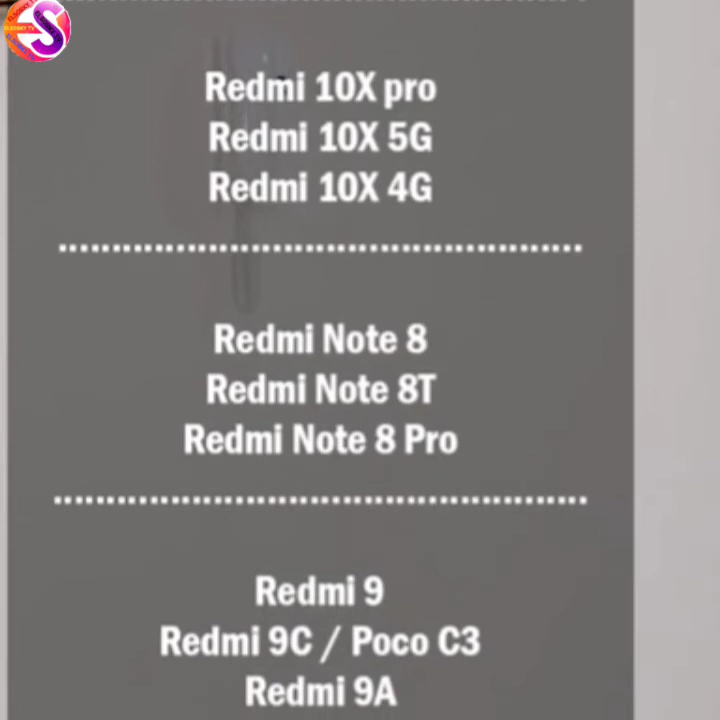 Redmi 10X pro
Redmi 10X 5G
Redmi 10X 4G
Redmi Note 8
Redmi Note 8T
Redmi Note 8 Pro
Redmi 9
Redmi 9C / Poco C3
Redmi 9A